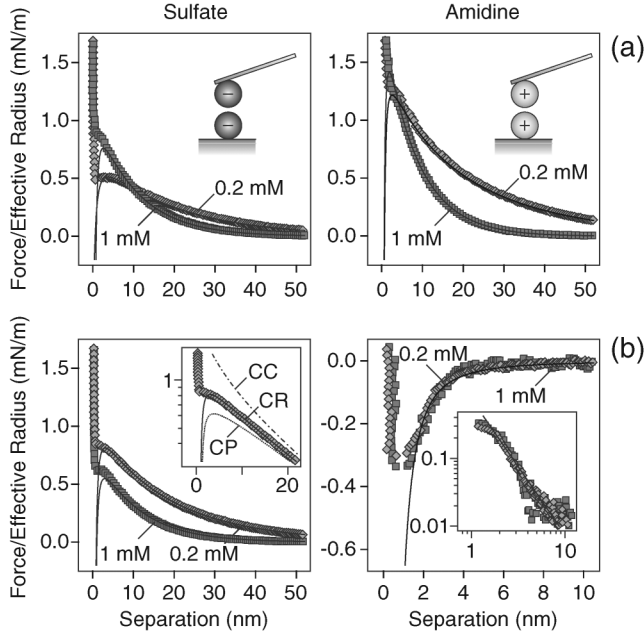 Sulfate
Amidine
(a)
Force/Effective Radius (mN/m)
1.5
1.0
0.5
0.0
−
−
0.2 mM
1 mM
0 10 20 30 40 50
1.5
1.0
0.5
0.0
+
+
0.2 mM
1 mM
0 10 20 30 40 50
(b)
Force/Effective Radius (mN/m)
1.5
1.0
0.5
0.0
1
CC
CR
CP
0 20
1 mM
0.2 mM
0 10 20 30 40 50
Separation (nm)
0.0
-0.2
-0.4
-0.6
0.2 mM
1 mM
0.1
0.01
1 10
0 2 4 6 8 10
Separation (nm)